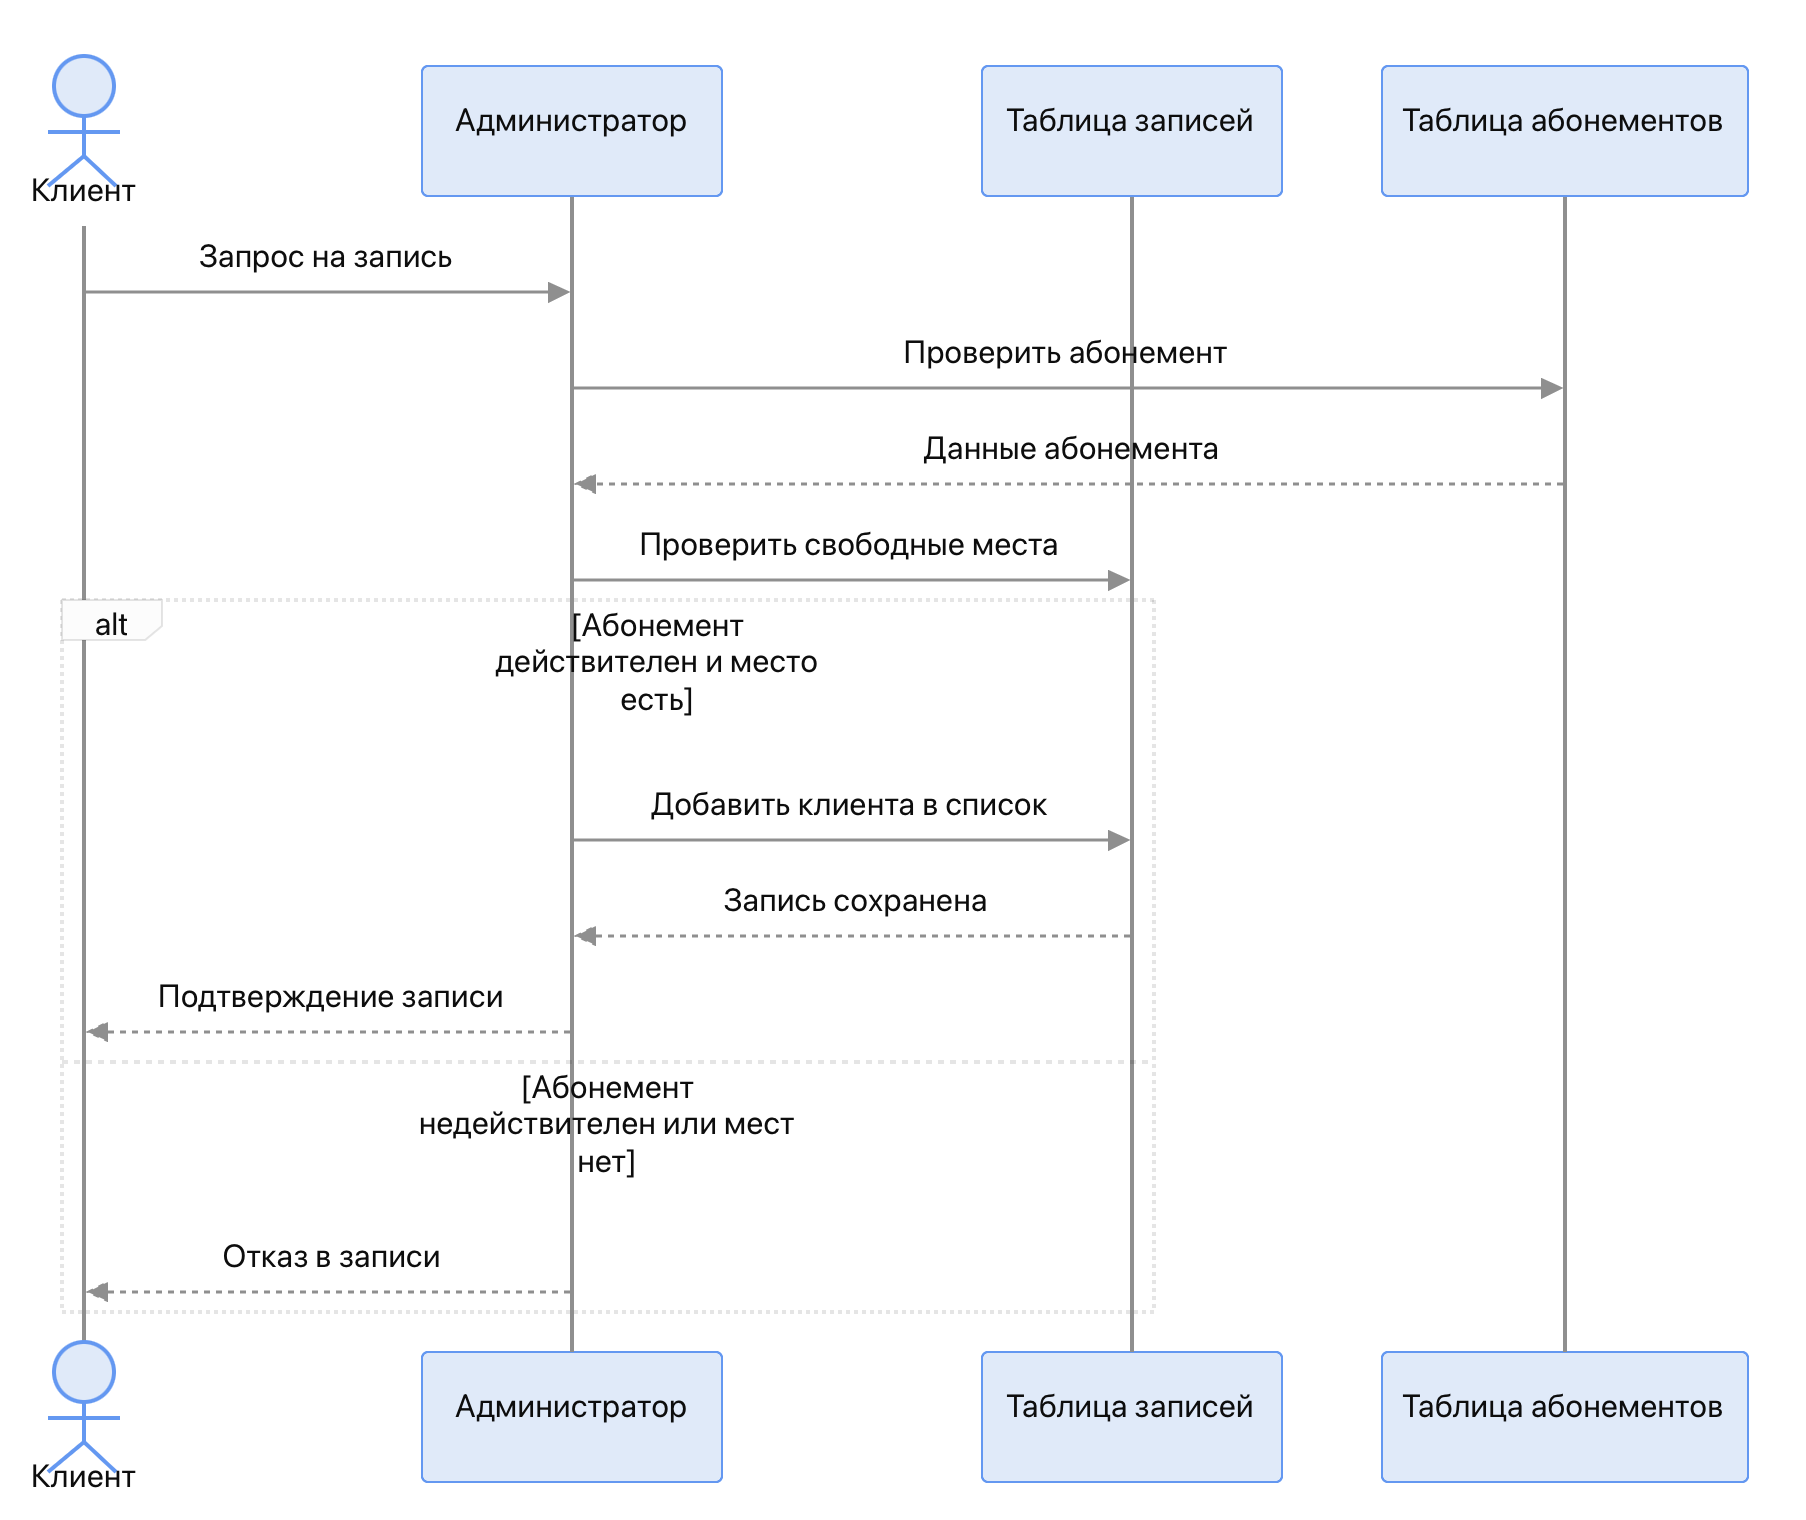 Клиент
Администратор
Таблица записей
Таблица абонементов
Запрос на запись
Проверить абонемент
Данные абонемента
Проверить свободные места
alt
[Абонемент
действителен и место
есть]
Добавить клиента в список
Запись сохранена
Подтверждение записи
[Абонемент
недействителен или мест
нет]
Отказ в записи
Клиент
Администратор
Таблица записей
Таблица абонементов